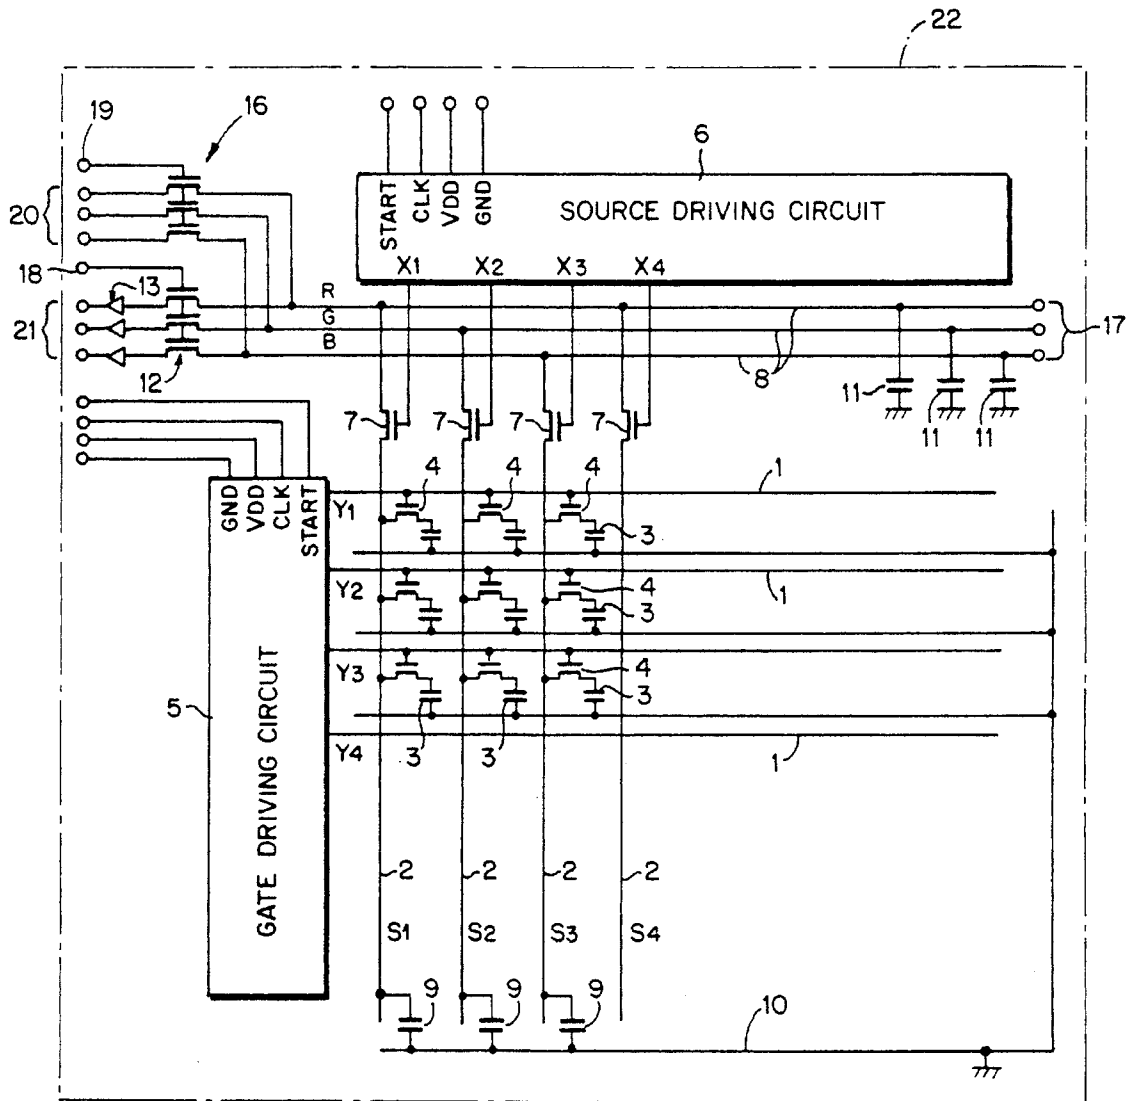 22
19
16
6
START
CLK
VDD
GND
SOURCE DRIVING CIRCUIT
20
X1 X2 X3 X4
18
13
R
G
B
21
17
12
8
11
11
11
7 7 7 7
GND
VDD
CLK
START
4 4 4
1
Y1
3
Y2
4
1
3
Y3
4
3
5
GATE DRIVING CIRCUIT
3 3
Y4
1
2 2 2 2
S1 S2 S3 S4
9 9 9
10